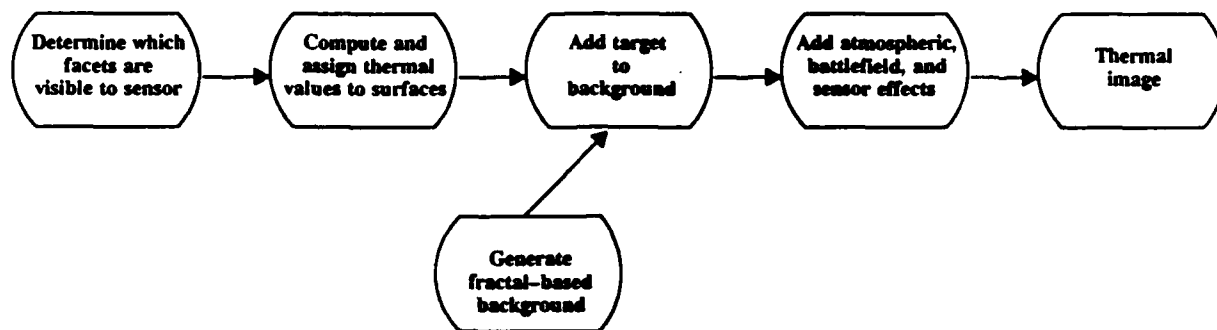 Determine which
facets are
visible to sensor
Compute and
assign thermal
values to surfaces
Add target
to
background
Add atmospheric,
battlefield, and
sensor effects
Thermal
image
Generate
fractal-based
background